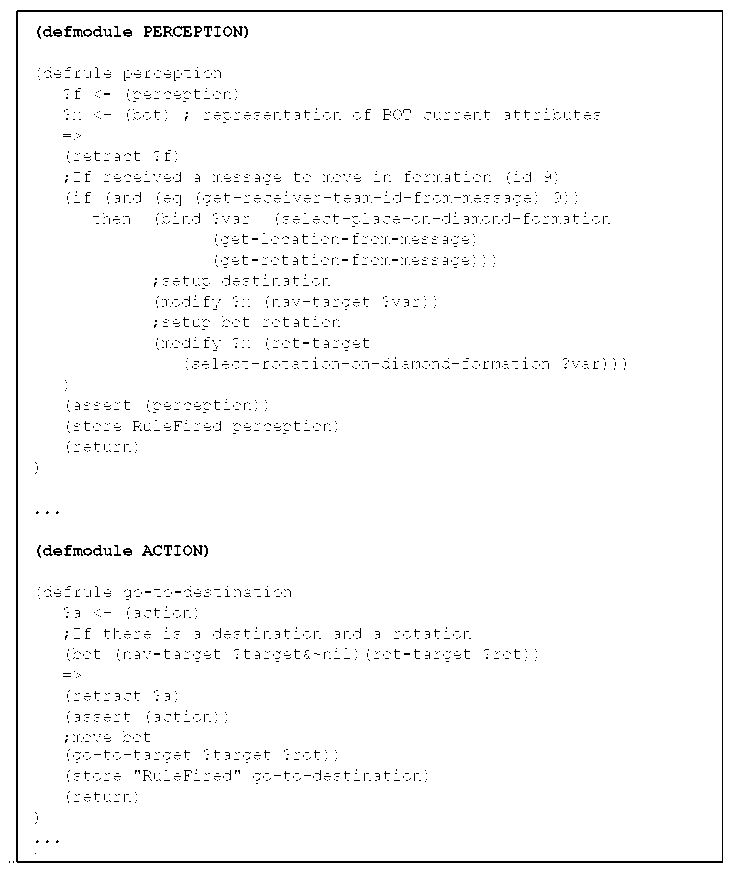 (defmodule PERCEPTION)
(defrule perception
?f <- (perception)
?n <- (bot) ; representation of BOT current attributes
=>
(retract ?f)
;If received a message to move in formation (id 9)
(if (and (eq (get-receiver-team-id-from-message) 9))
then (bind ?var (select-place-on-diamond-formation
(get-location-from-message)
(get-rotation-from-message)))
;setup destination
(modify ?n (nav-target ?var))
;setup bot rotation
(modify ?n (rot-target
(select-rotation-on-diamond-formation ?var)))
)
(assert (perception))
(store RuleFired perception)
(return)
)
...
(defmodule ACTION)
(defrule go-to-destination
?a <- (action)
;If there is a destination and a rotation
(bot (nav-target ?target&~nil)(rot-target ?rot))
=>
(retract ?a)
(assert (action))
;move bot
(go-to-target ?target ?rot))
(store "RuleFired" go-to-destination)
(return)
)
...